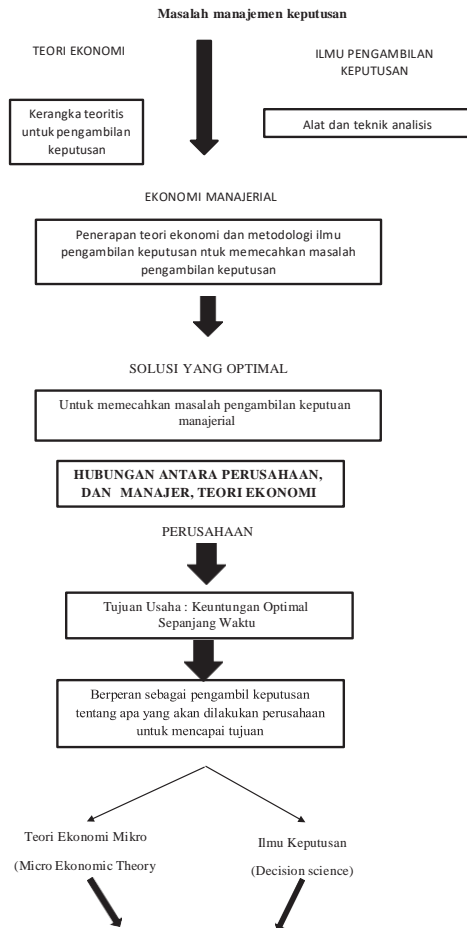 Masalah manajemen keputusan
TEORI EKONOMI
ILMU PENGAMBILAN
KEPUTUSAN
Kerangka teoritis
untuk pengambilan
keputusan
Alat dan teknik analisis
EKONOMI MANAJERIAL
Penerapan teori ekonomi dan metodologi ilmu
pengambilan keputusan ntuk memecahkan masalah
pengambilan keputusan
SOLUSI YANG OPTIMAL
Untuk memecahkan masalah pengambilan keputuan
manajerial
HUBUNGAN ANTARA PERUSAHAAN,
DAN MANAJER, TEORI EKONOMI
PERUSAHAAN
Tujuan Usaha : Keuntungan Optimal
Sepanjang Waktu
Berperan sebagai pengambil keputusan
tentang apa yang akan dilakukan perusahaan
untuk mencapai tujuan
Teori Ekonomi Mikro
(Micro Ekonomic Theory
Ilmu Keputusan
(Decision science)